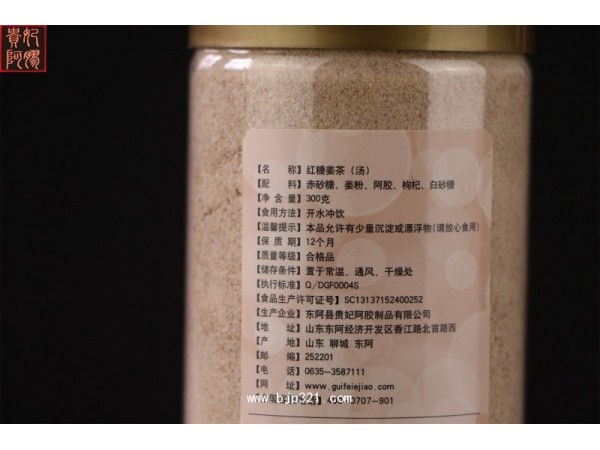 贵妃
阿胶
【名 称】红糖姜茶（汤）
【配 料】赤砂糖、姜粉、阿胶、枸杞、白砂糖
【净 含 量】300克
【食用方法】开水冲饮
【温馨提示】本品允许有少量沉淀或漂浮物(请放心食用)
【保 质 期】12个月
【质量等级】合格品
【储存条件】置于常温、通风、干燥处
【执行标准】Q/DGF0004S
【食品生产许可证号】SC13137152400252
【生产企业】东阿县贵妃阿胶制品有限公司
【地 址】山东东阿经济开发区香江路北首路西
【产 地】山东 聊城 东阿
【邮 编】252201
【电 话】0635-3587111
【网 址】www.guifeiejiao.com
0707-901
www.bjp321.com